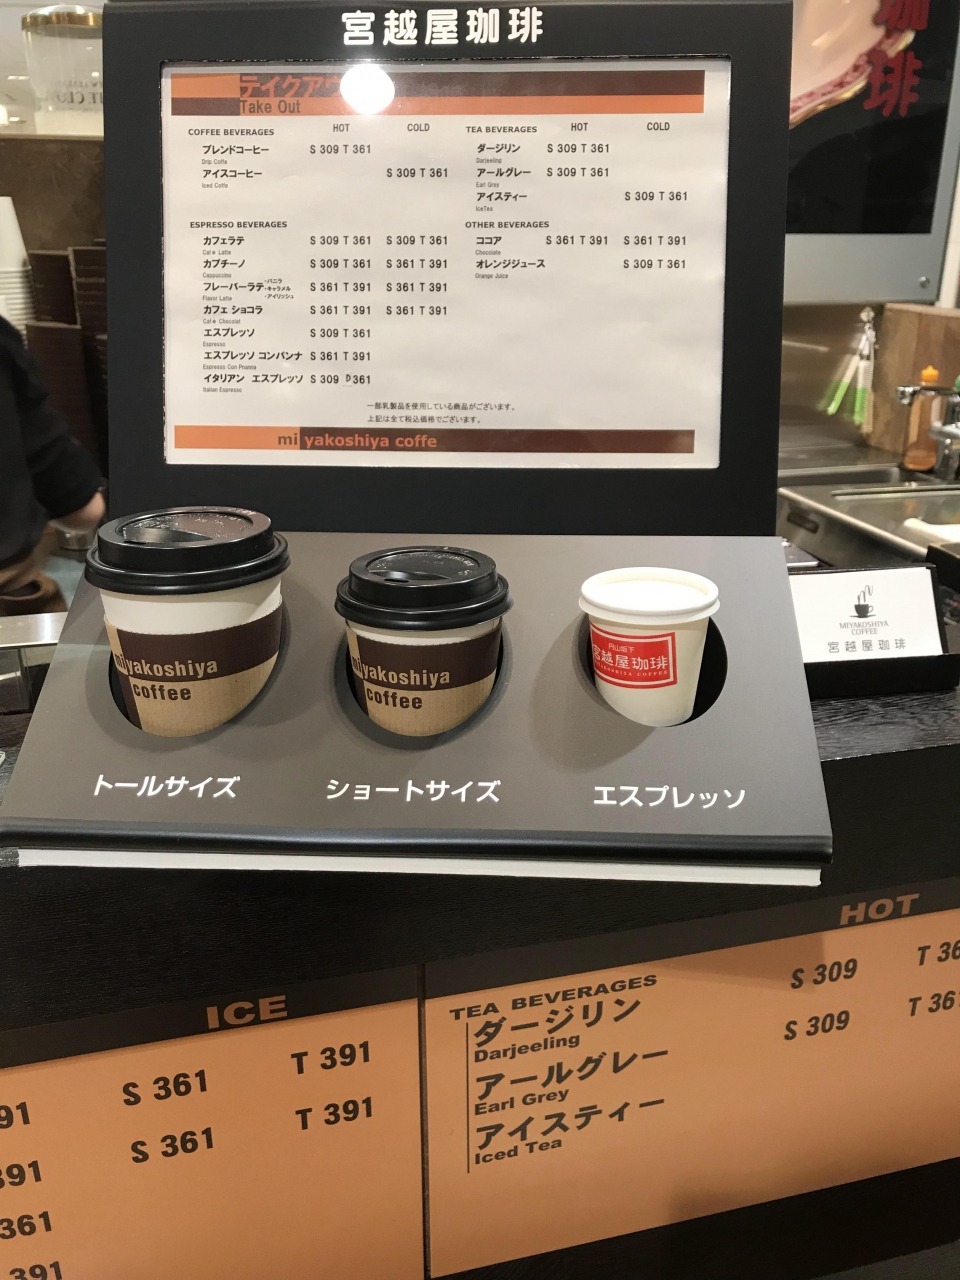 宮越屋珈琲
珈琲
テイクアウ
Take Out
COFFEE BEVERAGES HOT COLD
ブレンドコーヒー S 309 T 361
Drip Coffe
アイスコーヒー S 309 T 361
Iced Coffe
ESPRESSO BEVERAGES
カフェラテ S 309 T 361 S 309 T 361
Cafe Latte
カプチーノ S 309 T 361 S 361 T 391
Cappuccino
フレーバーラテ ・バニラ ・キャラメル ・アイリッシュ S 361 T 391 S 361 T 391
Flavor Latte
カフェ ショコラ S 361 T 391 S 361 T 391
Cafe Chocolat
エスプレッソ S 309 T 361
Espresso
エスプレッソ コンパンナ S 361 T 391
Espresso Con Pnanna
イタリアン エスプレッソ S 309 D 361
Italian Espresso
TEA BEVERAGES HOT COLD
ダージリン S 309 T 361
Darjeeling
アールグレー S 309 T 361
Earl Grey
アイスティー S 309 T 361
IceTea
OTHER BEVERAGES
ココア S 361 T 391 S 361 T 391
Chocolate
オレンジジュース S 309 T 361
Orange Juice
一部乳製品を使用している商品がございます。
上記は全て税込価格でございます。
miyakoshiya coffe
miyakoshiya
coffee
miyakoshiya
coffee
円山坂下
宮越屋珈琲
MIYAKOSHIYA COFFEE
MIYAKOSHIYA
COFFEE
宮越屋珈琲
トールサイズ
ショートサイズ
エスプレッソ
ICE
91 S 361 T 391
391 S 361 T 391
361
391
HOT
TEA BEVERAGES
ダージリン S 309 T 36
Darjeeling
アールグレー S 309 T 361
Earl Grey
アイスティー
Iced Tea